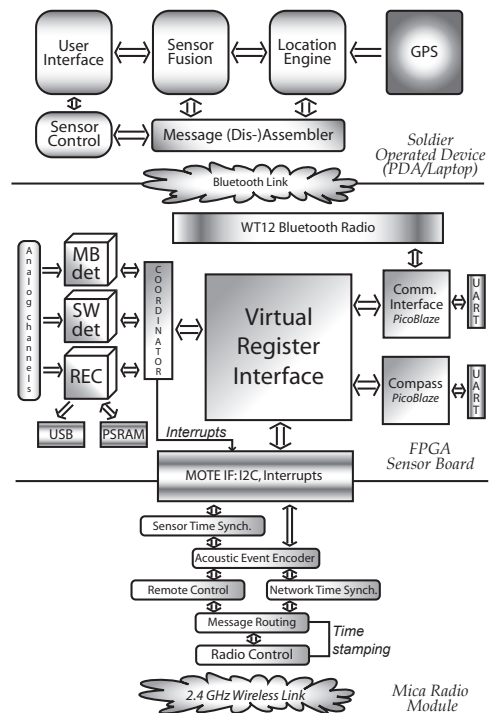 User
Interface
Sensor
Fusion
Location
Engine
GPS
Sensor
Control
Message (Dis-)Assembler
Soldier
Operated Device
(PDA/Laptop)
Bluetooth Link
WT12 Bluetooth Radio
Analog channels
MB
det
SW
det
REC
COORDINATOR
Virtual
Register
Interface
Comm.
Interface
PicoBlaze
UART
Compass
PicoBlaze
UART
USB
PSRAM
Interrupts
FPGA
Sensor Board
MOTE IF: I2C, Interrupts
Sensor Time Synch.
Acoustic Event Encoder
Remote Control
Network Time Synch.
Message Routing
Time
stamping
Radio Control
2.4 GHz Wireless Link
Mica Radio
Module